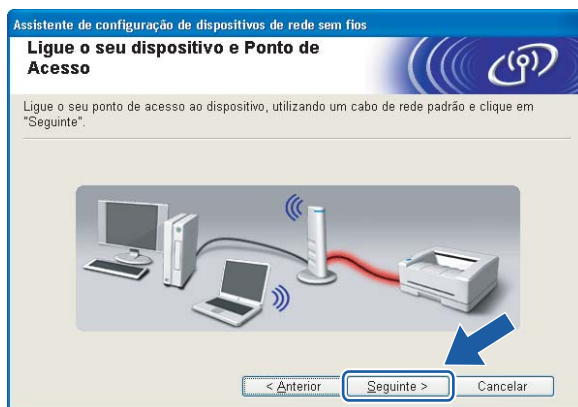 Assistente de configuração de dispositivos de rede sem fios
Ligue o seu dispositivo e Ponto de
Acesso
Ligue o seu ponto de acesso ao dispositivo, utilizando um cabo de rede padrão e clique em
"Seguinte".
< Anterior
Seguinte >
Cancelar